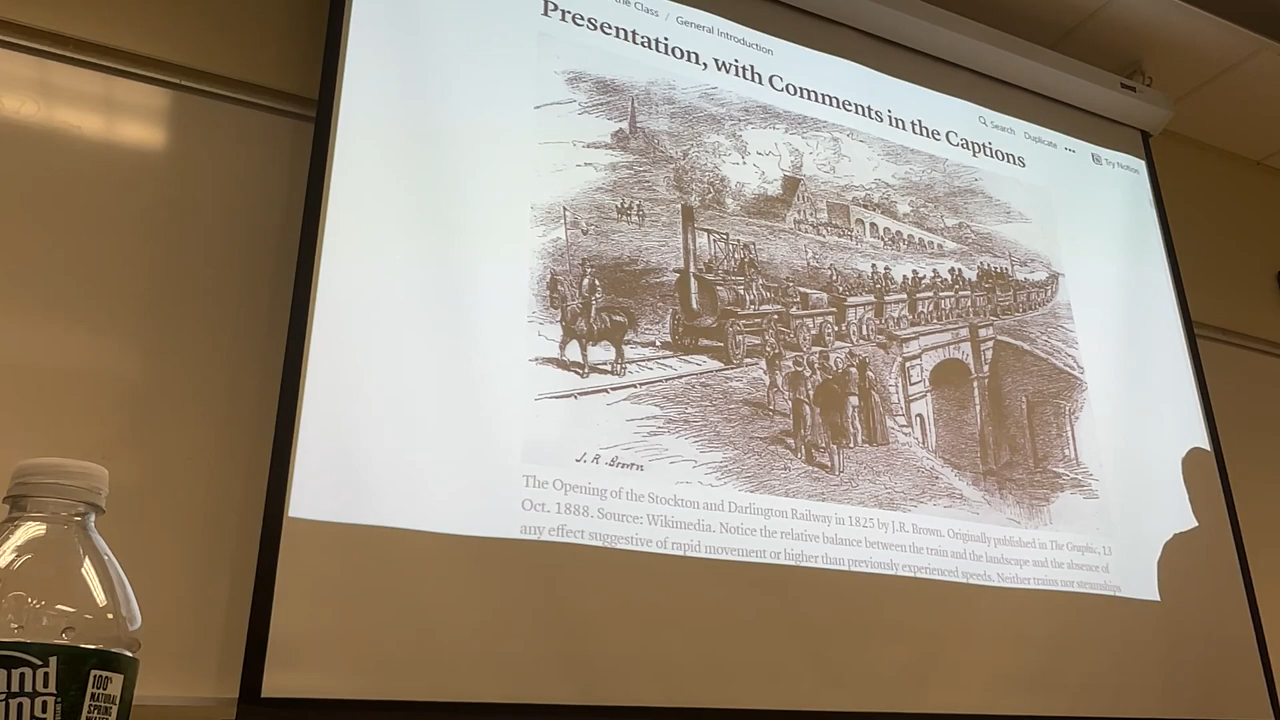 the Class / General Introduction
Presentation, with Comments in the Captions
Search Duplicate ••• Try Notion
J. R. Brown
The Opening of the Stockton and Darlington Railway in 1825 by J.R. Brown. Originally published in The Graphic, 13
Oct. 1888. Source: Wikimedia. Notice the relative balance between the train and the landscape and the absence of
any effect suggestive of rapid movement or higher than previously experienced speeds. Neither trains nor steamships
and
ing
100%
NATURAL
SPRING
WATER